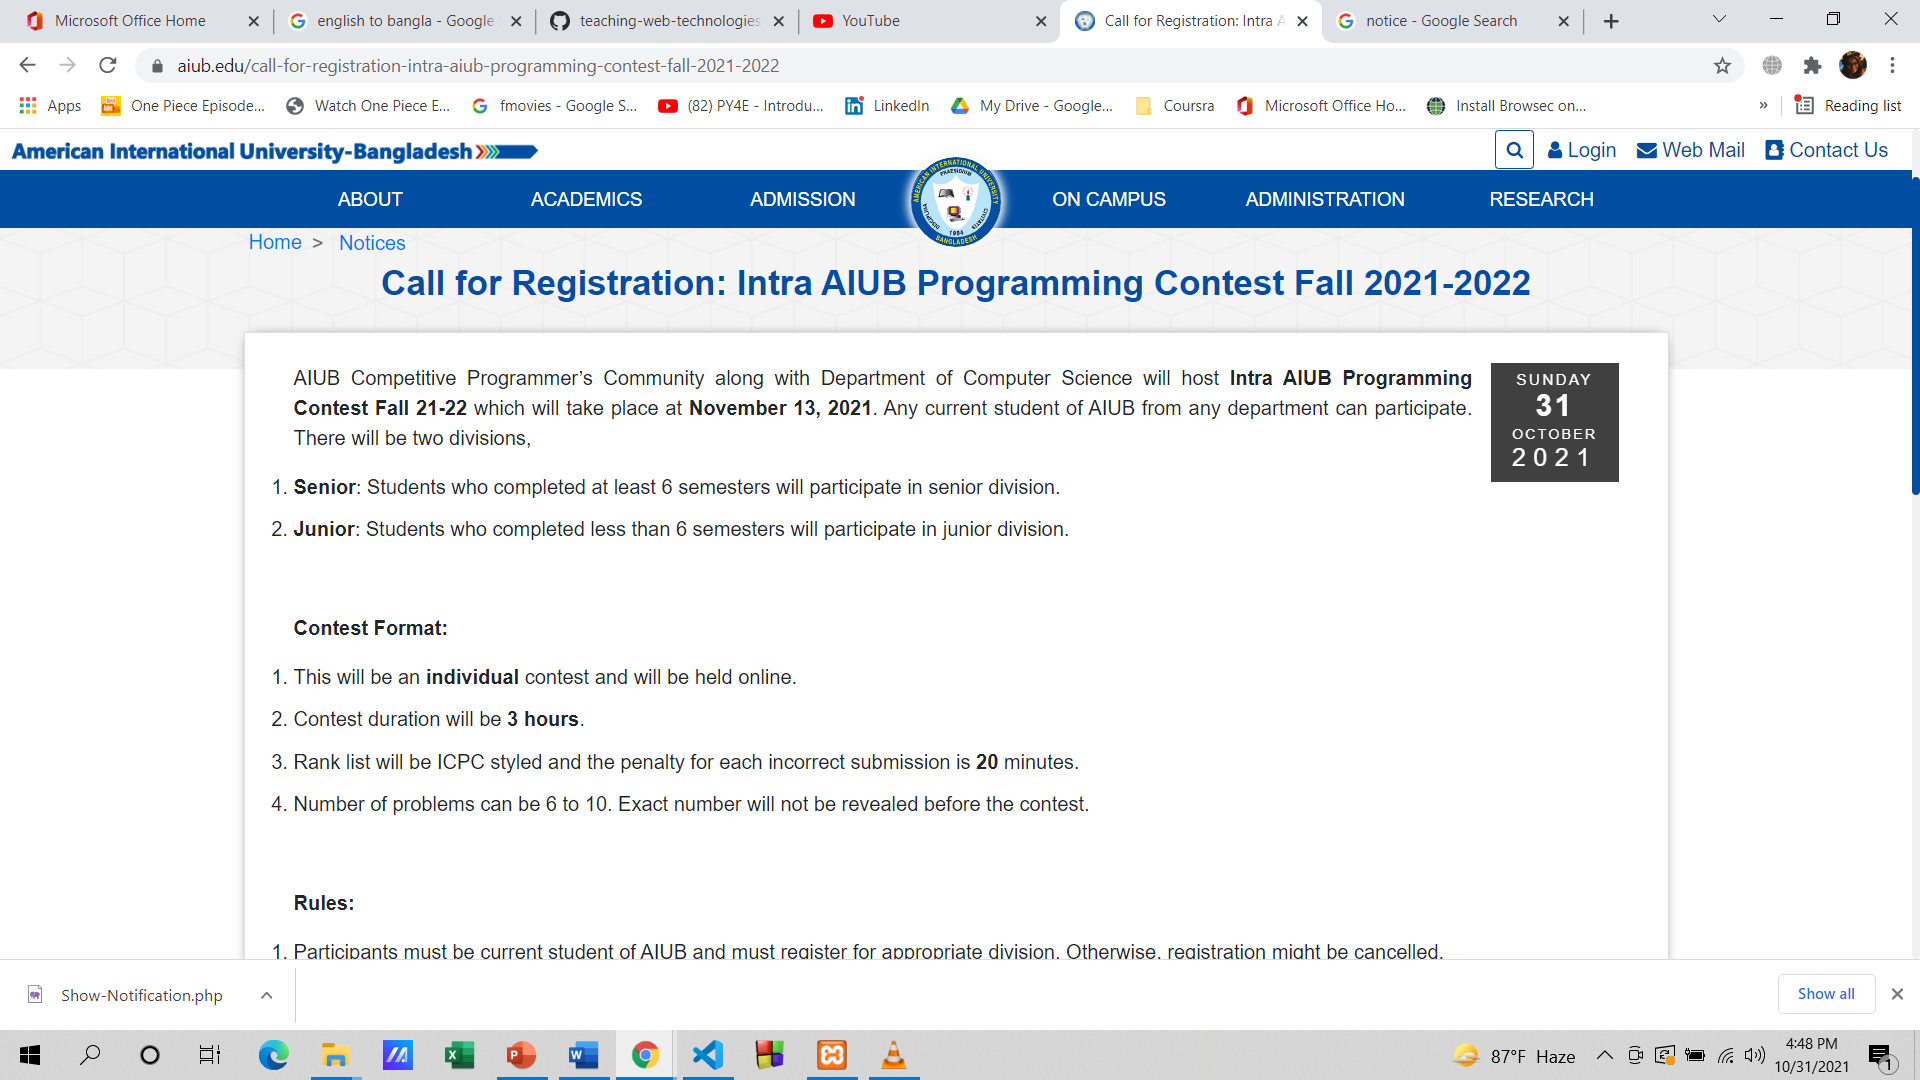 Microsoft Office Home
english to bangla - Google
teaching-web-technologies
YouTube
Call for Registration: Intra A
notice - Google Search
aiub.edu/call-for-registration-intra-aiub-programming-contest-fall-2021-2022
Apps
One Piece Episode...
Watch One Piece E...
fmovies - Google S...
(82) PY4E - Introdu...
LinkedIn
My Drive - Google...
Coursra
Microsoft Office Ho...
Install Browsec on...
»
Reading list
American International University-Bangladesh
Login
Web Mail
Contact Us
ABOUT
ACADEMICS
ADMISSION
AMERICAN INTERNATIONAL UNIVERSITY
PRAESIDIUM
1994
BANGLADESH
ON CAMPUS
ADMINISTRATION
RESEARCH
Home > Notices
Call for Registration: Intra AIUB Programming Contest Fall 2021-2022
AIUB Competitive Programmer's Community along with Department of Computer Science will host Intra AIUB Programming
Contest Fall 21-22 which will take place at November 13, 2021. Any current student of AIUB from any department can participate.
There will be two divisions,
SUNDAY
31
OCTOBER
2021
1. Senior: Students who completed at least 6 semesters will participate in senior division.
2. Junior: Students who completed less than 6 semesters will participate in junior division.
Contest Format:
1. This will be an individual contest and will be held online.
2. Contest duration will be 3 hours.
3. Rank list will be ICPC styled and the penalty for each incorrect submission is 20 minutes.
4. Number of problems can be 6 to 10. Exact number will not be revealed before the contest.
Rules:
1. Participants must be current student of AIUB and must register for appropriate division. Otherwise, registration might be cancelled.
Show-Notification.php
Show all
87°F Haze
4:48 PM
10/31/2021
1